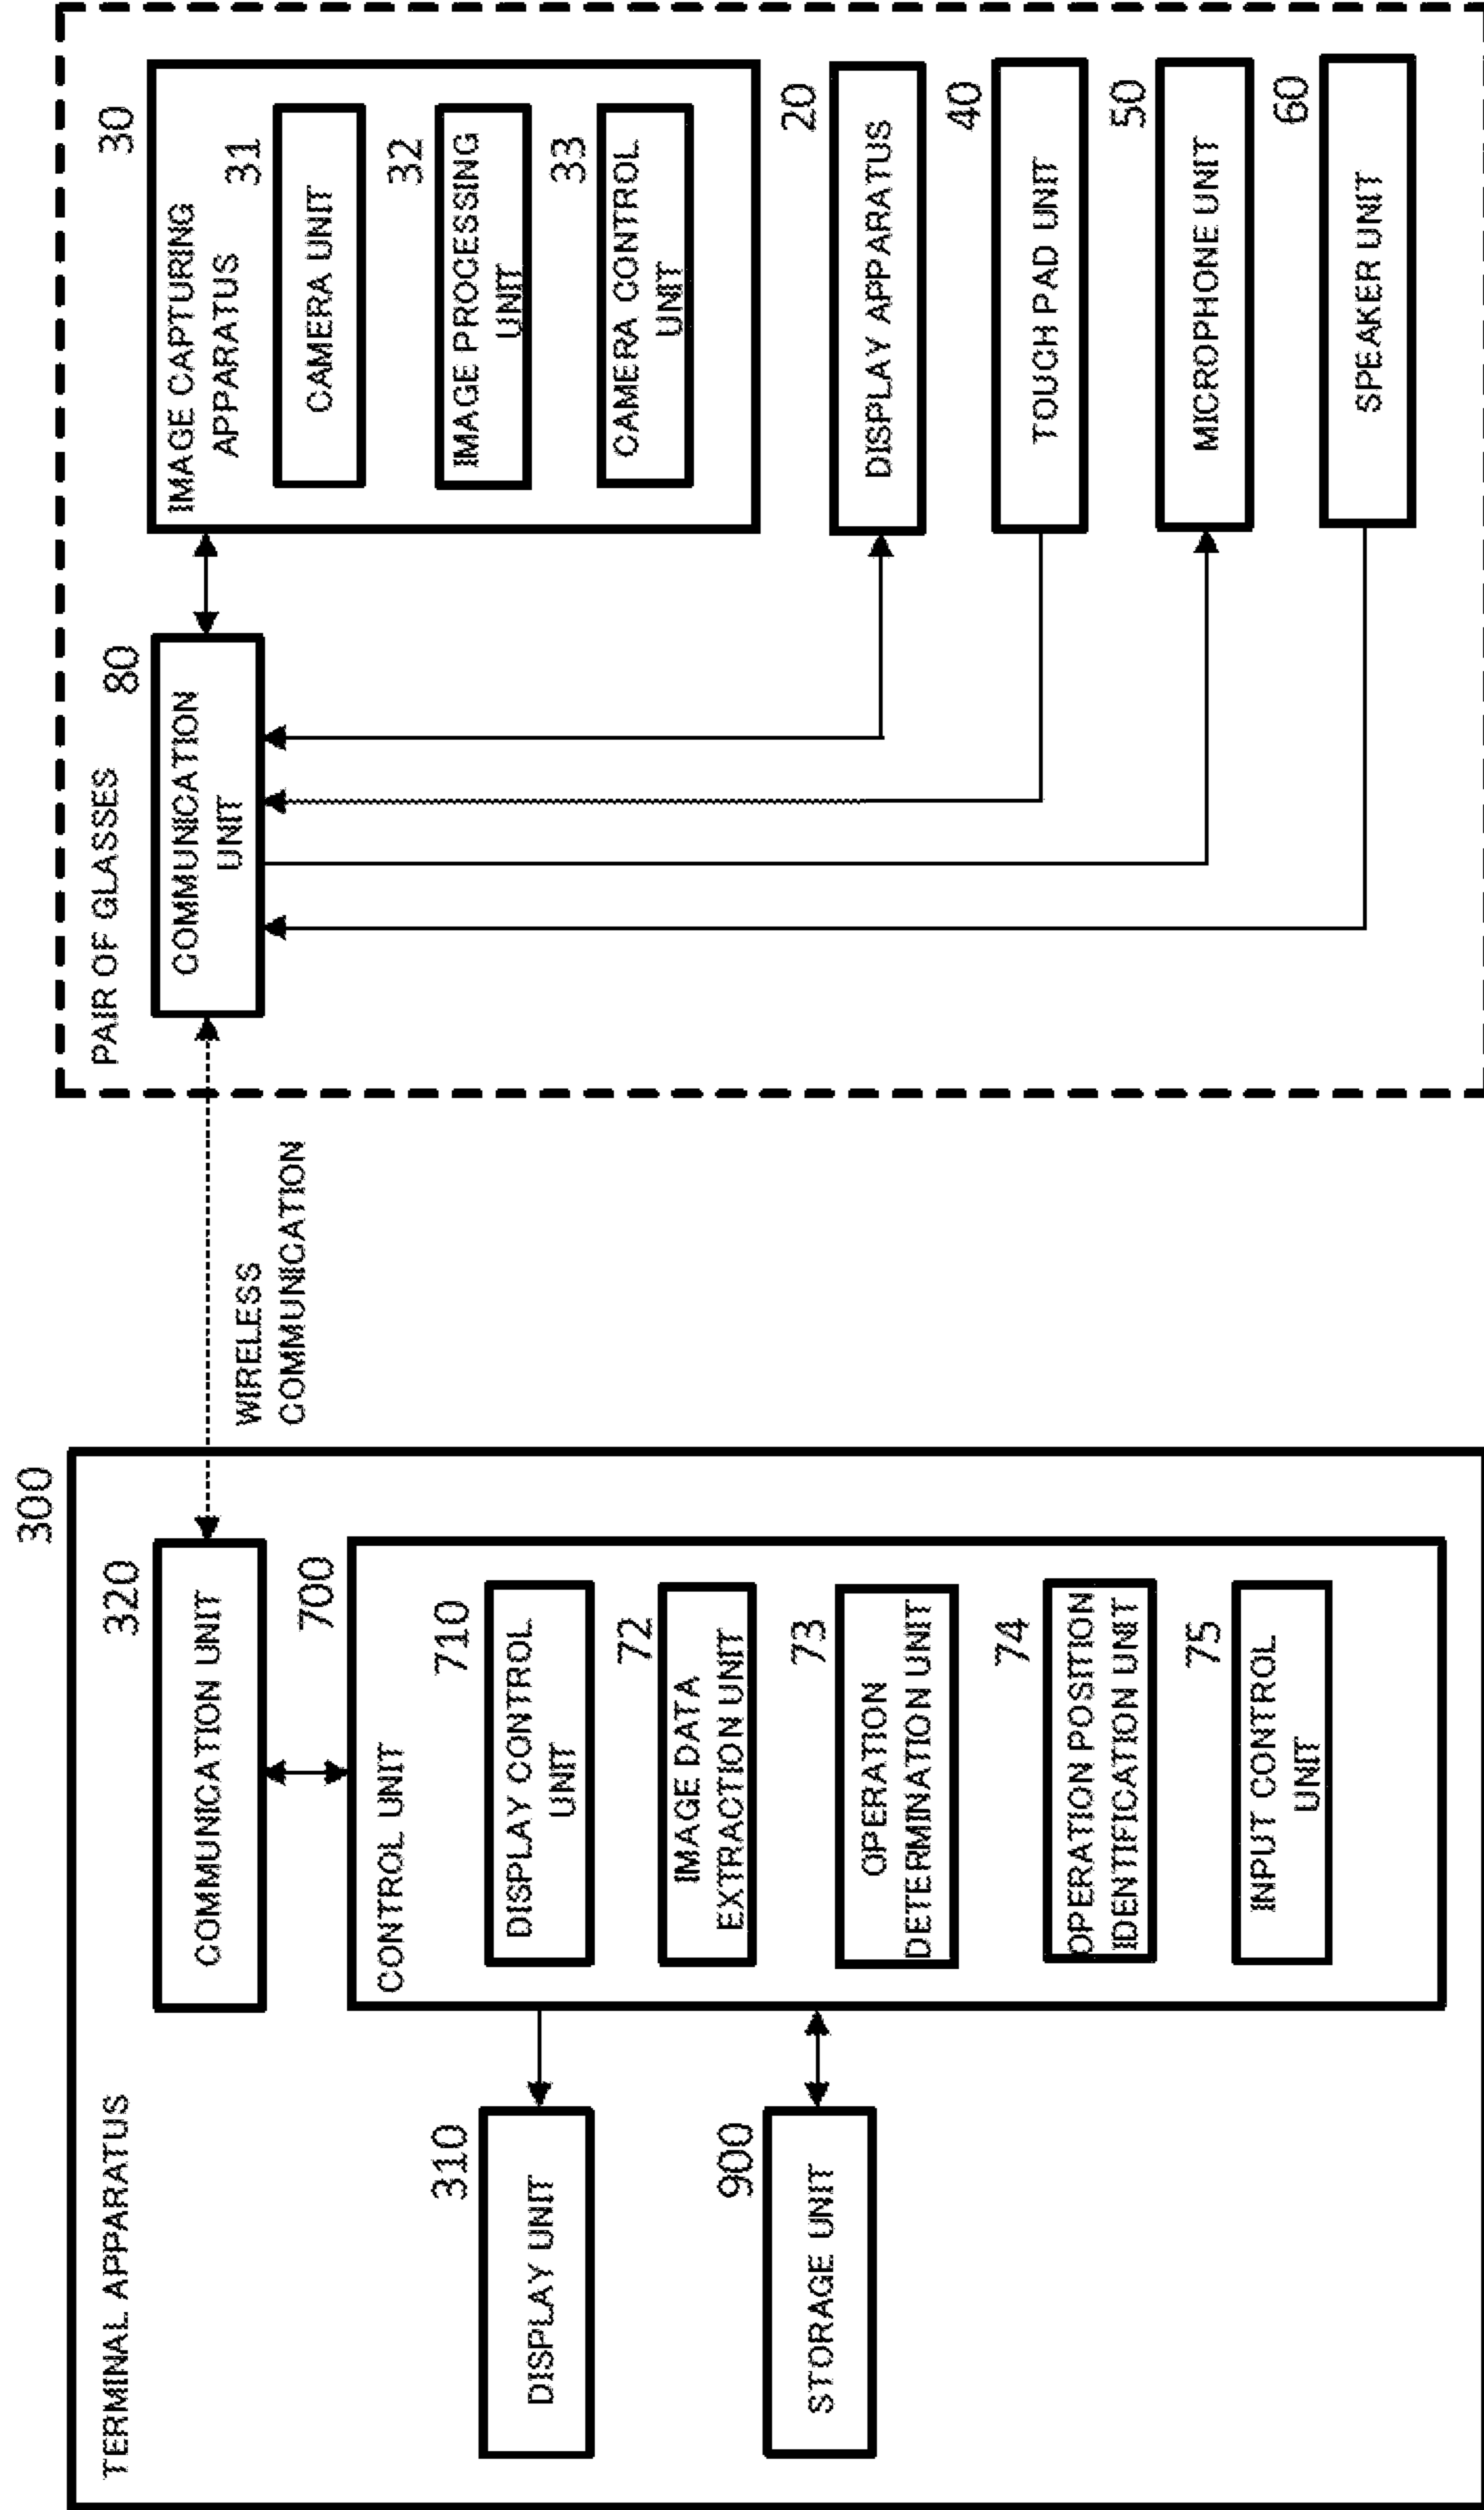 300
TERMINAL APPARATUS
320
COMMUNICATION UNIT
700
CONTROL UNIT
710
DISPLAY CONTROL
UNIT
72
IMAGE DATA
EXTRACTION UNIT
73
OPERATION
DETERMINATION UNIT
74
OPERATION POSITION
IDENTIFICATION UNIT
75
INPUT CONTROL
UNIT
310
DISPLAY UNIT
900
STORAGE UNIT
WIRELESS
COMMUNICATION
PAIR OF GLASSES
80
COMMUNICATION
UNIT
30
IMAGE CAPTURING
APPARATUS
31
CAMERA UNIT
32
IMAGE PROCESSING
UNIT
33
CAMERA CONTROL
UNIT
20
DISPLAY APPARATUS
40
TOUCH PAD UNIT
50
MICROPHONE UNIT
60
SPEAKER UNIT